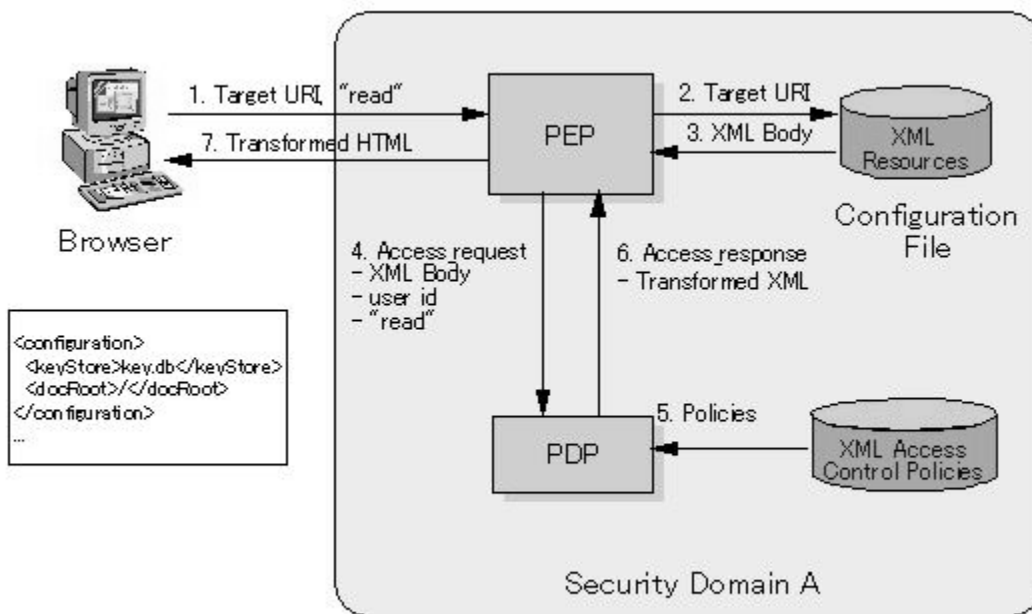 1. Target URI, "read"
7. Transformed HTML
PEP
2. Target URI
3. XML Body
XML
Resources
Configuration
File
Browser
4. Access request
- XML Body
- user id
- "read"
6. Access response
- Transformed XML
<configuration>
<keyStore>key.db</keyStore>
<docRoot>/</docRoot>
</configuration>
...
PDP
5. Policies
XML Access
Control Policies
Security Domain A